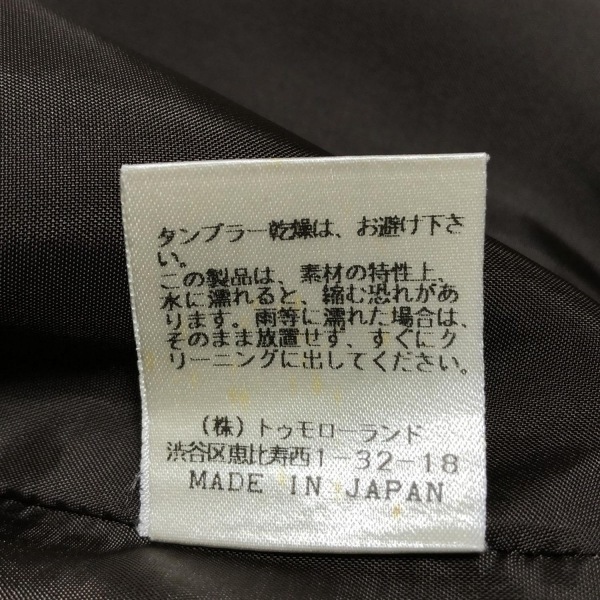 タンブラー乾燥は、お避け下さ
い。
この製品は、素材の特性上、
水に濡れると、縮む恐れがあ
ります。雨等に濡れた場合は、
そのまま放置せず、すぐにク
リーニングに出してください。
(株)トゥモローランド
渋谷区恵比寿西1-32-18
MADE IN JAPAN